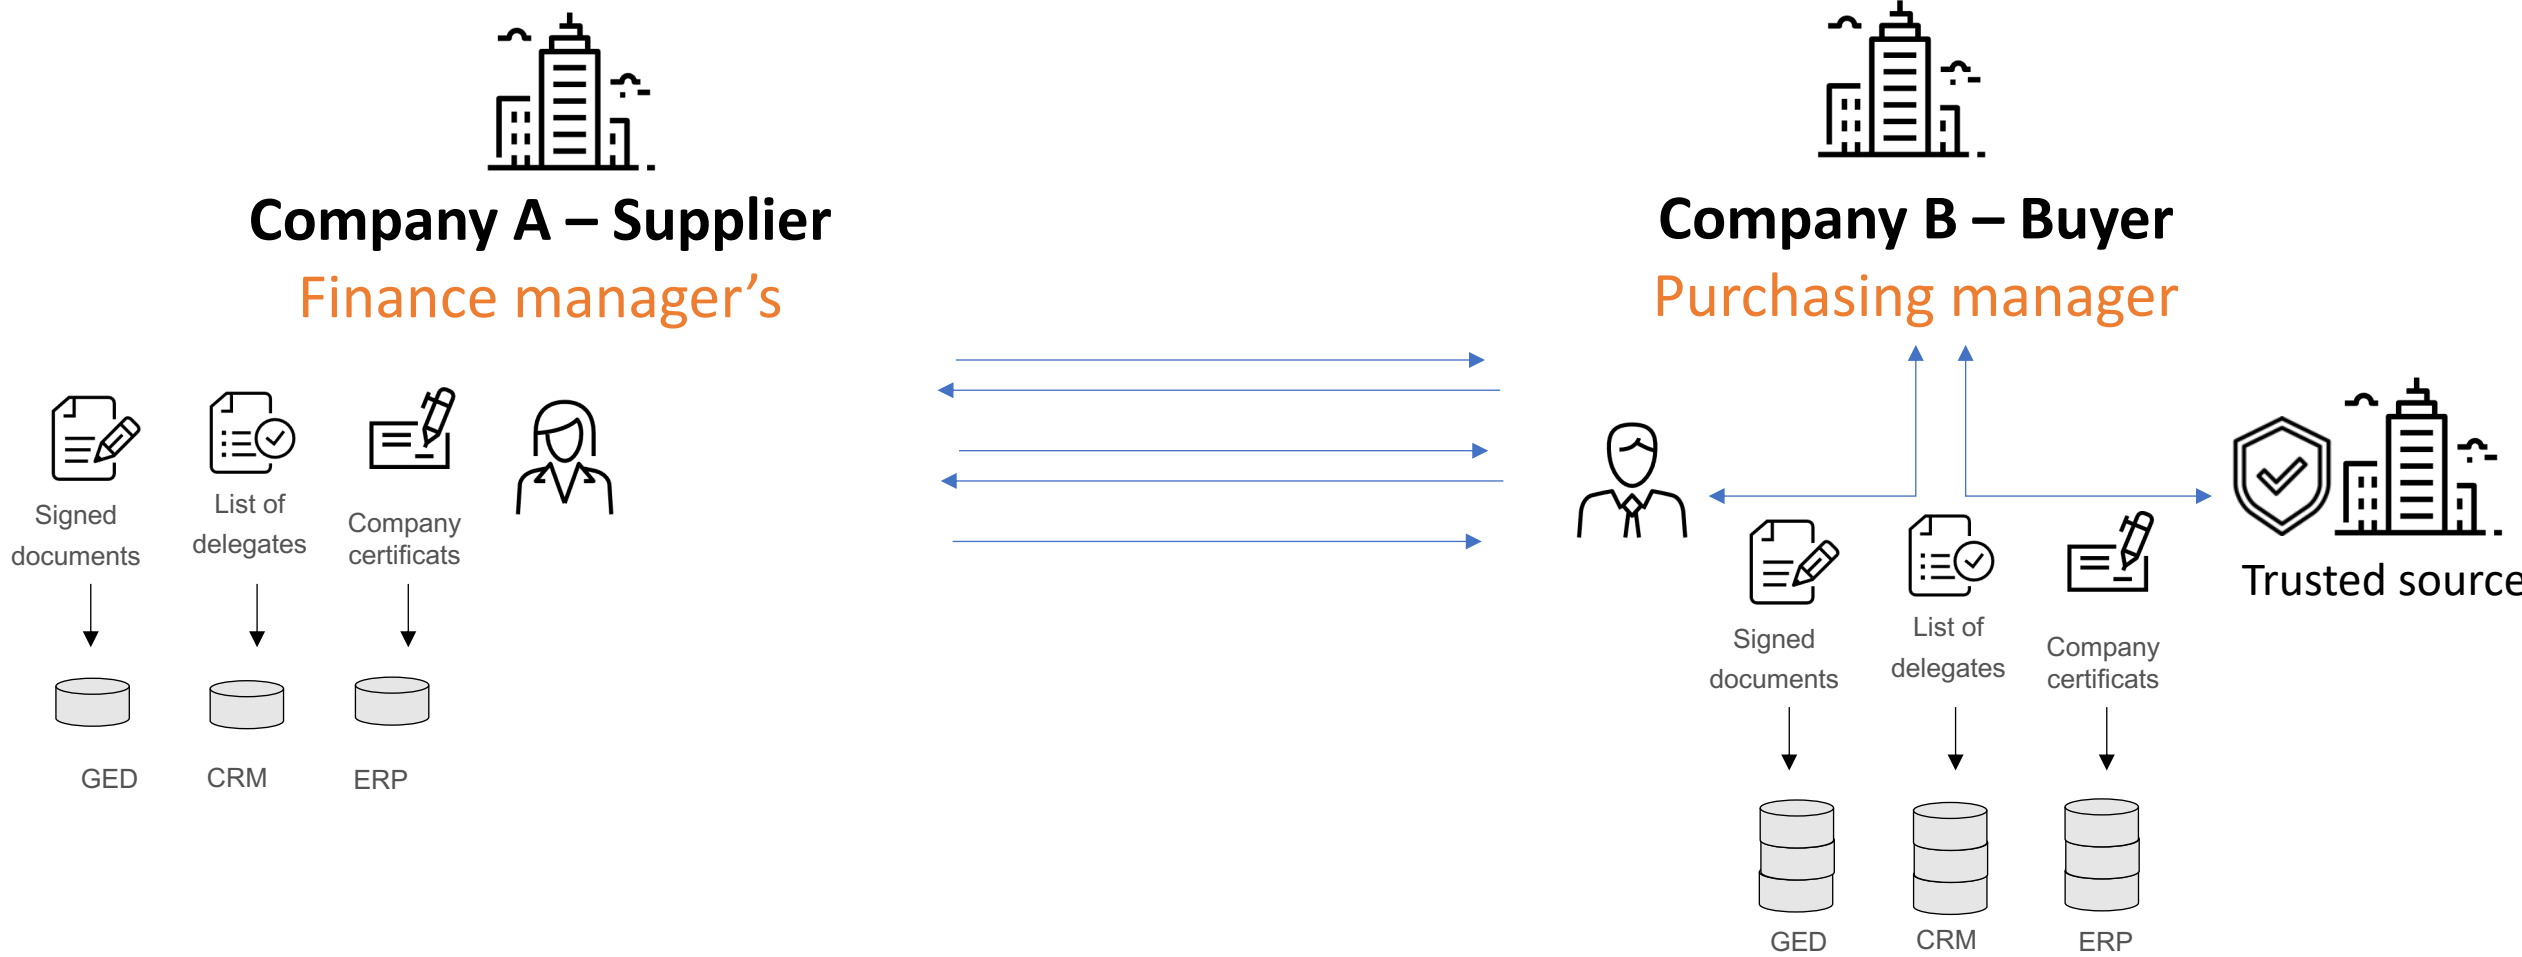 Company A – Supplier
Finance manager’s
Signed
documents
List of
delegates
Company
certificats
GED
CRM
ERP
Company B – Buyer
Purchasing manager
Trusted source
Signed
documents
List of
delegates
Company
certificats
GED
CRM
ERP